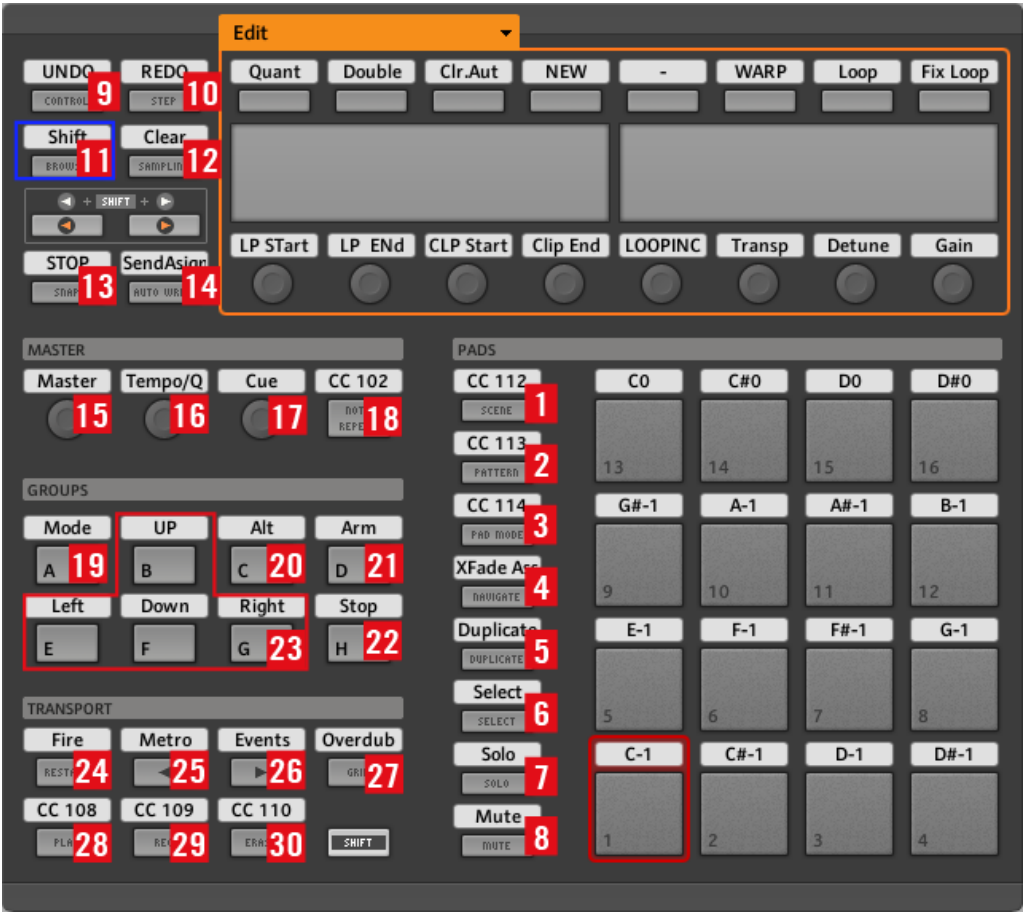 Edit
UNDO REDO Quant Double Clr.Aut NEW - WARP Loop Fix Loop
CONTROL 9 STEP 10
Shift Clear
11 SAMPLIN 12
+ SHIFT +
LP STart LP ENd CLP Start Clip End LOOPINC Transp Detune Gain
STOP SendAsign
13 AUTO WR 14
MASTER PADS
Master Tempo/Q Cue CC 102 CC 112 C0 C#0 D0 D#0
15 16 17 18 SCENE 1
CC 113
PATTERN 2 13 14 15 16
GROUPS
CC 114 G#-1 A-1 A#-1 B-1
Mode UP Alt Arm PAD MODE 3
A 19 B C 20 D 21 XFade Ass
NAVIGATE 4 9 10 11 12
Left Down Right Stop
Duplicate E-1 F-1 F#-1 G-1
E F G 23 H 22 DUPLICATE 5
Select
TRANSPORT SELECT 6 5 6 7 8
Fire Metro Events Overdub Solo C-1 C#-1 D-1 D#-1
24 25 26 27 SOLO 7
CC 108 CC 109 CC 110 Mute
28 29 30 SHIFT MUTE 8 1 2 3 4